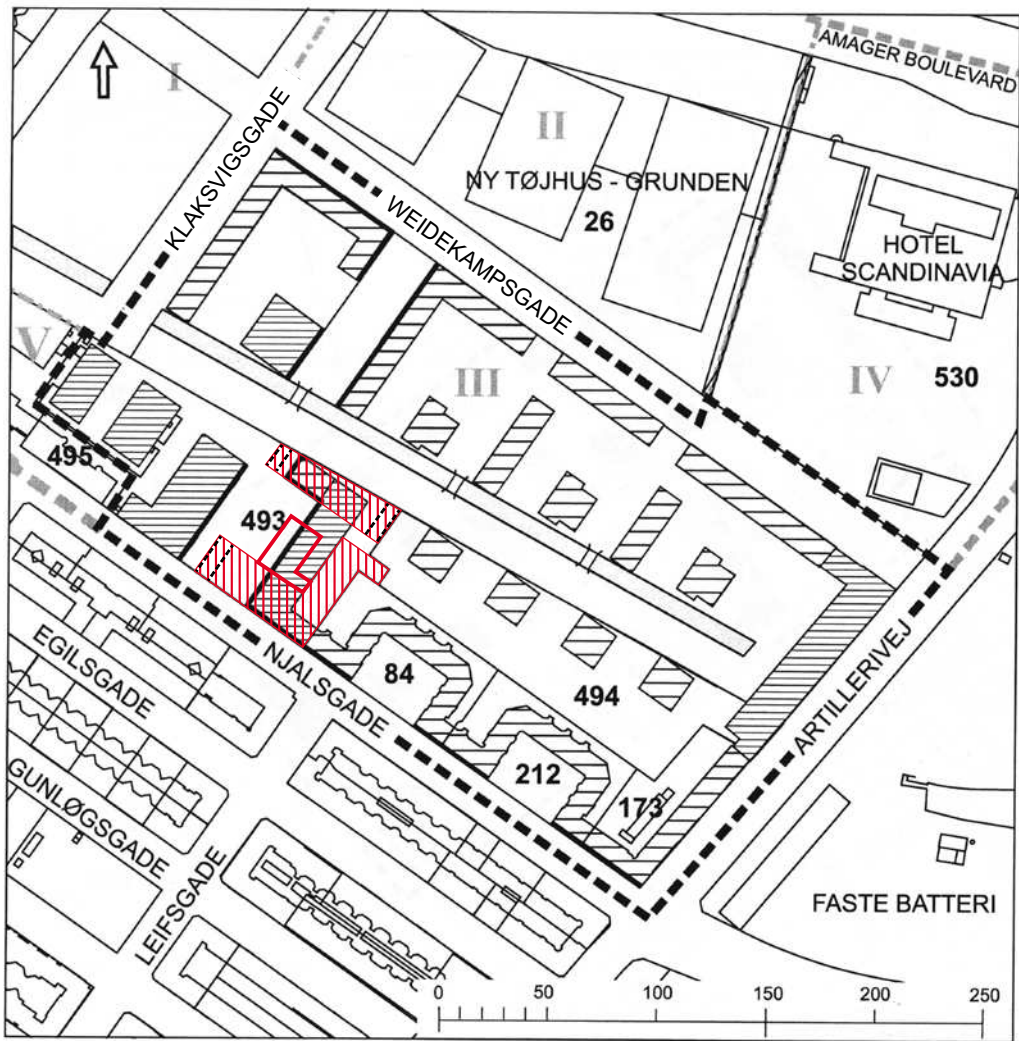 AMAGER BOULEVARD
I
KLAKSVIGSGADE
II
NY TØJHUS - GRUNDEN
26
WEIDEKAMPSGADE
HOTEL
SCANDINAVIA
V
III
IV
530
495
493
84
494
NJALSGADE
EGILSGADE
212
173
ARTILLERIVEJ
GUNLØGSGADE
LEIFSGADE
FASTE BATTERI
0 50 100 150 200 250